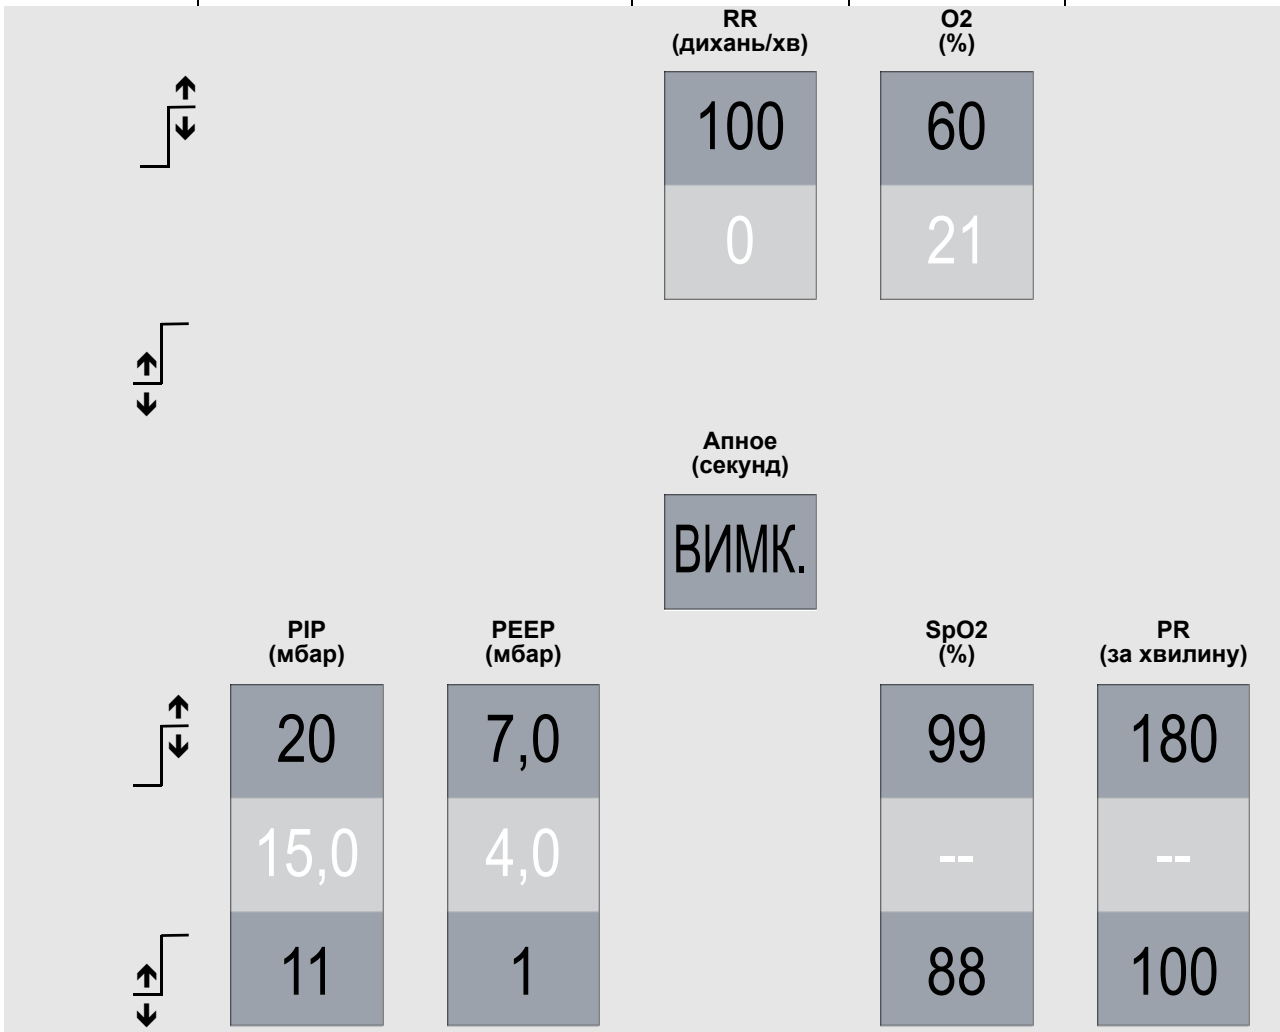 RR
(дихань/хв)
O2
(%)
100
60
0
21
Апное
(секунд)
ВИМК.
PIP
(мбар)
PEEP
(мбар)
SpO2
(%)
PR
(за хвилину)
20
7,0
99
180
15,0
4,0
--
--
11
1
88
100